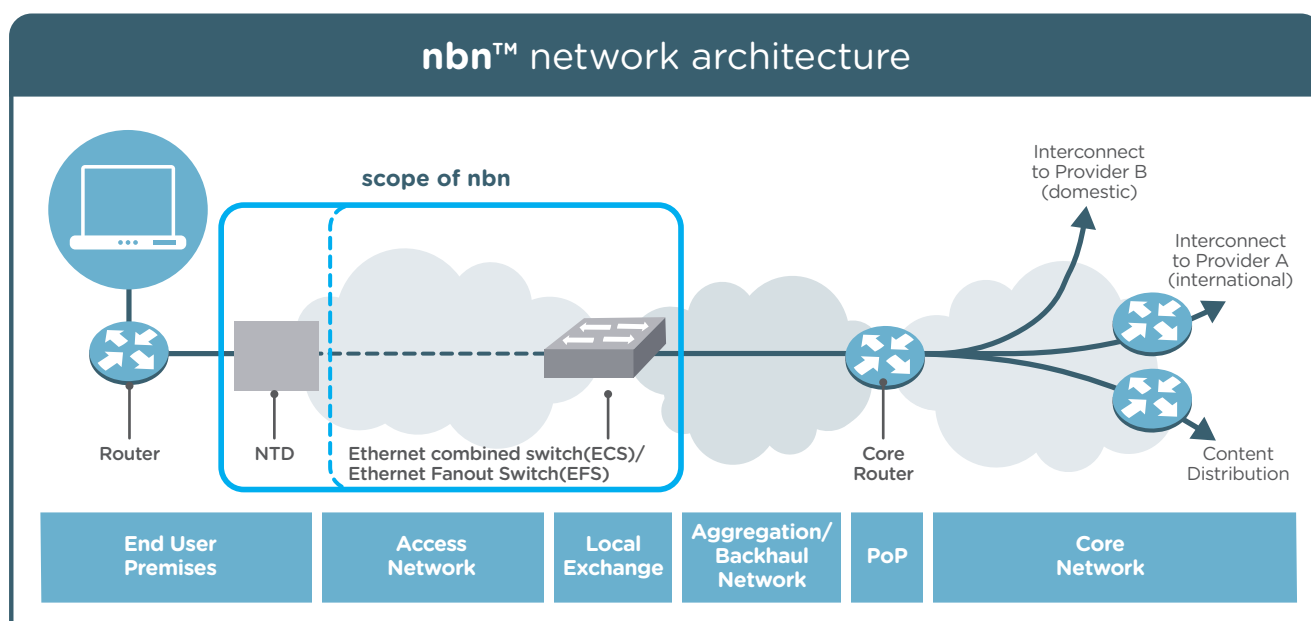 nbn™ network architecture
scope of nbn
Interconnect
to Provider B
(domestic)
Interconnect
to Provider A
(international)
Router
NTD
Ethernet combined switch(ECS)/
Ethernet Fanout Switch(EFS)
Core
Router
Content
Distribution
End User
Premises
Access
Network
Local
Exchange
Aggregation/
Backhaul
Network
PoP
Core
Network